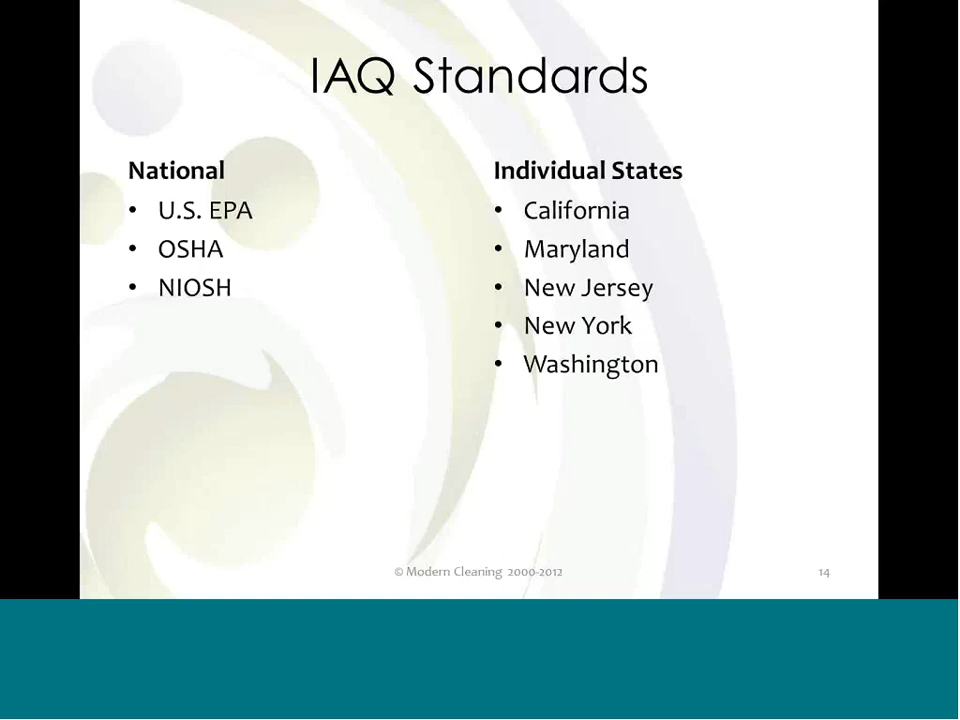 IAQ Standards
National
• U.S. EPA
• OSHA
• NIOSH
Individual States
• California
• Maryland
• New Jersey
• New York
• Washington
© Modern Cleaning 2000-2012
14